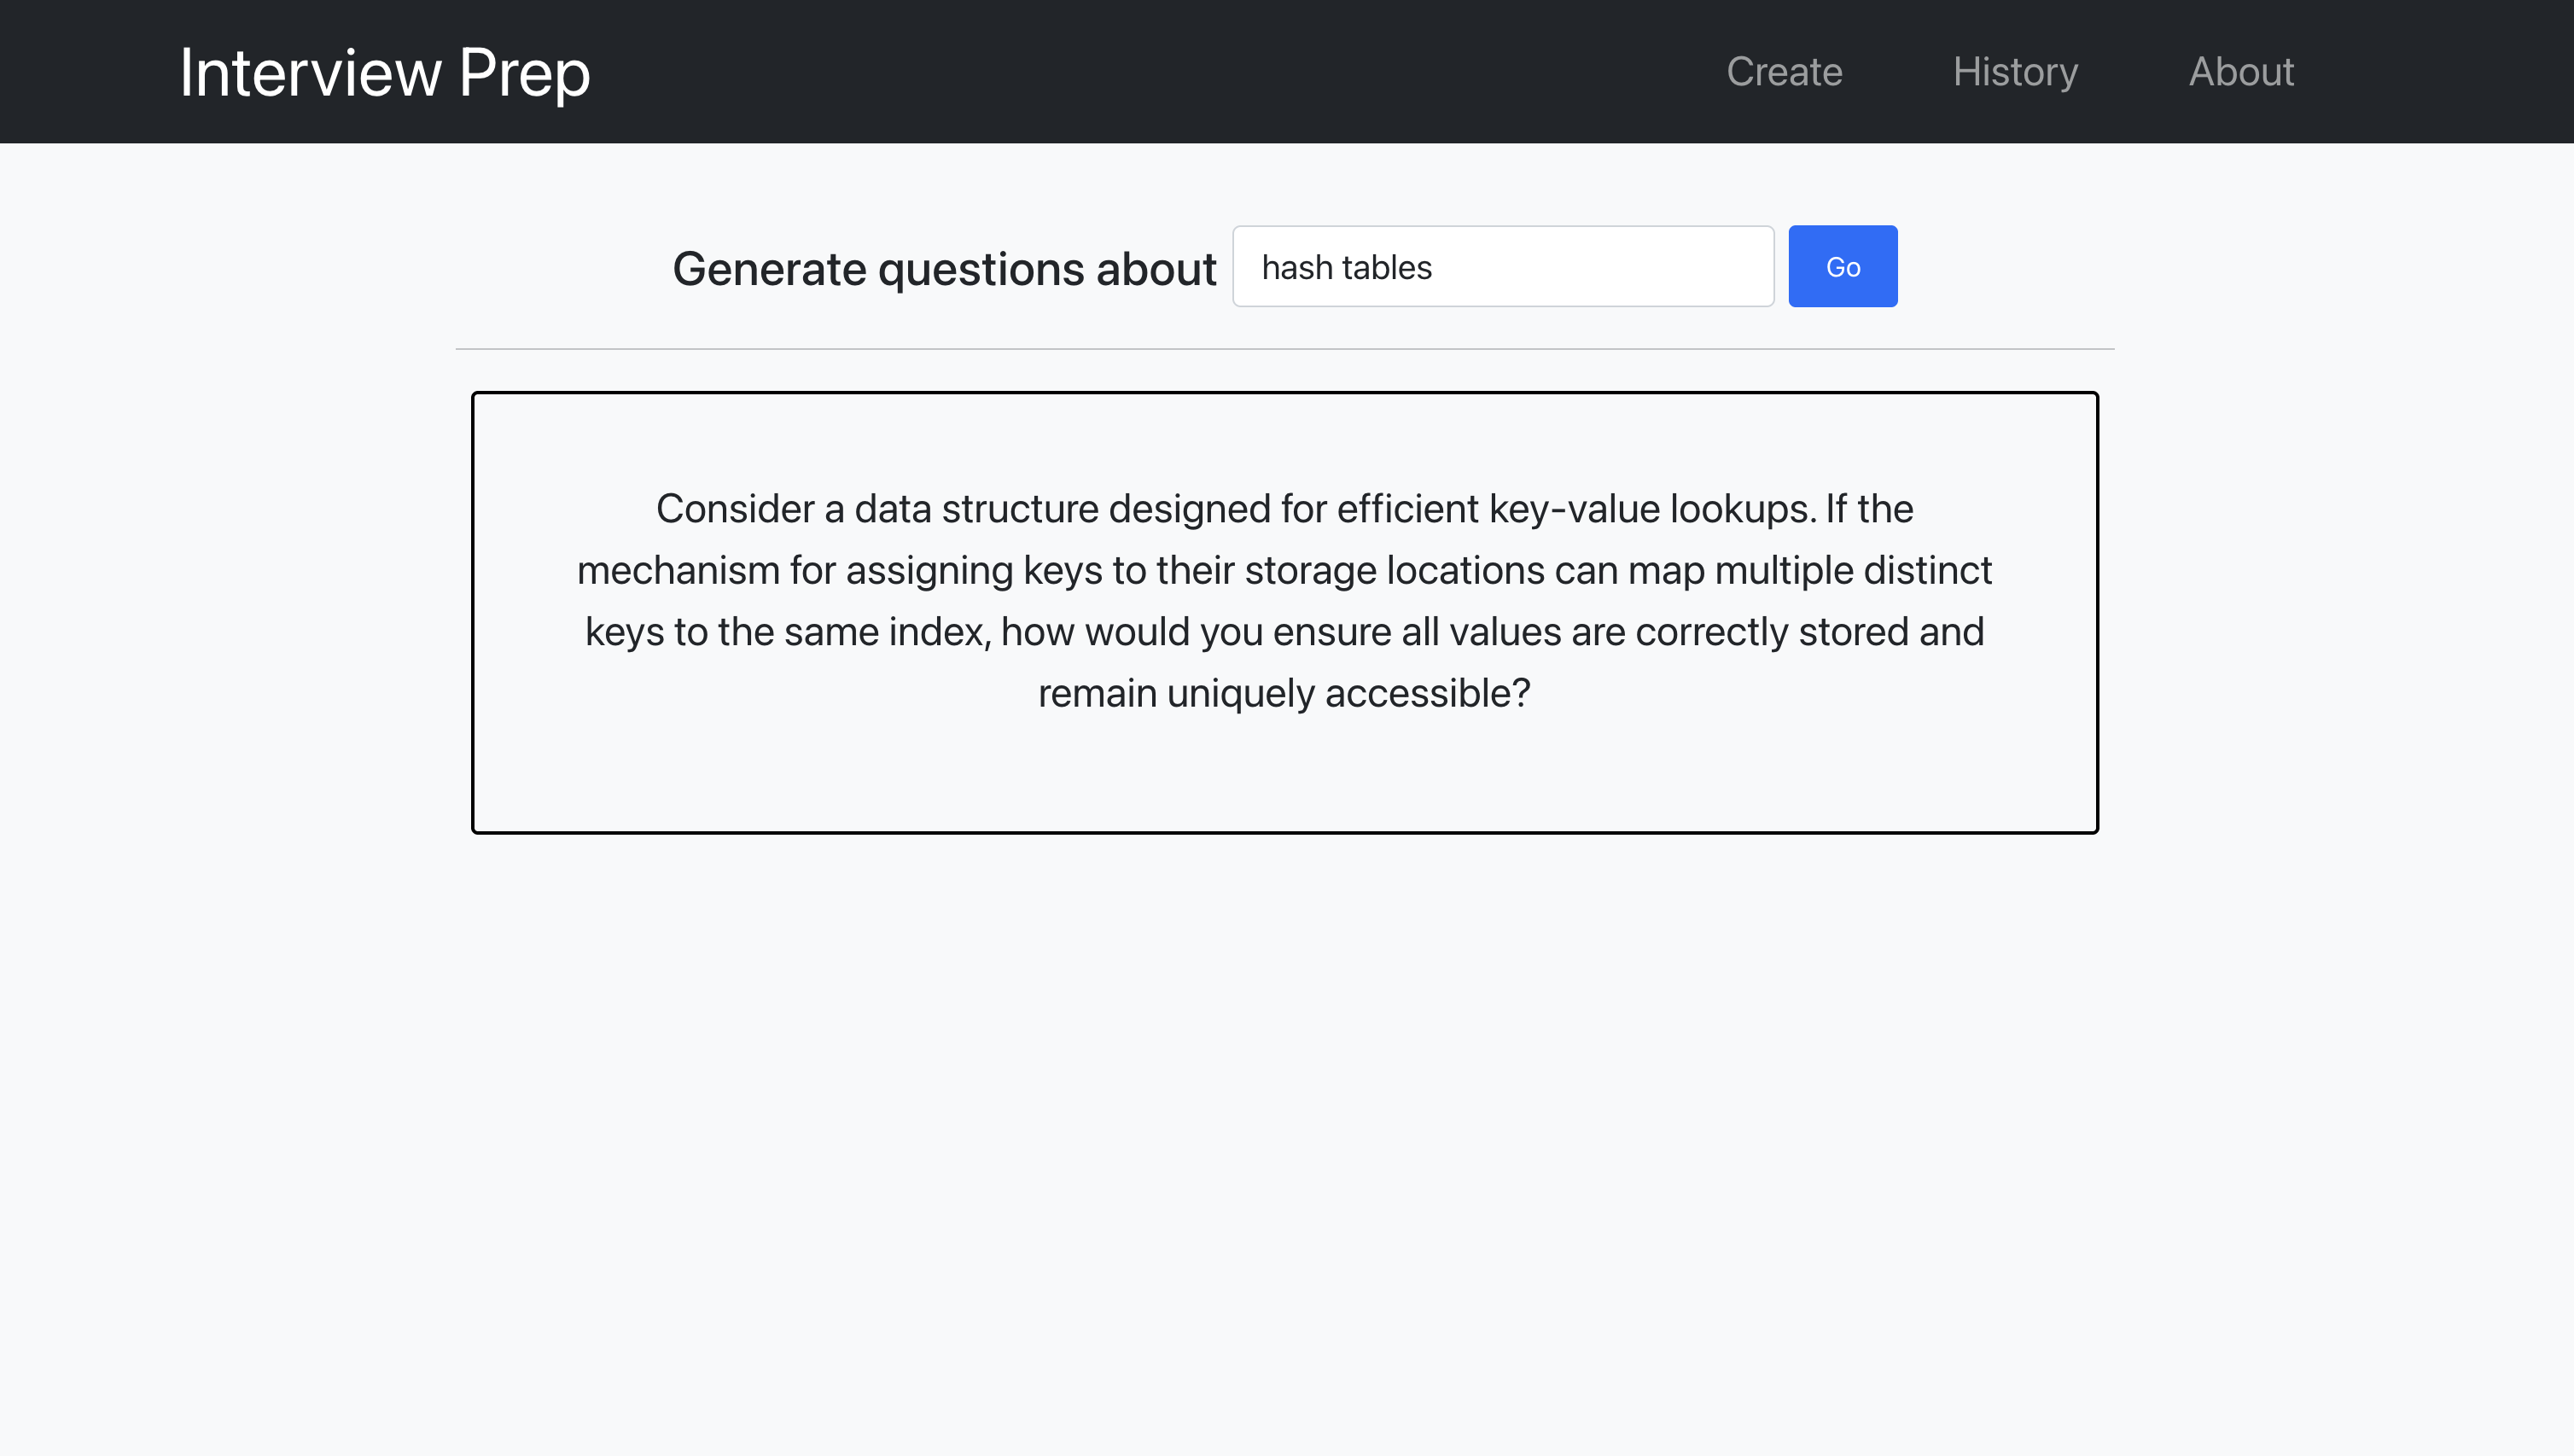 Interview Prep
Create
History
About
Generate questions about
hash tables
Go
Consider a data structure designed for efficient key-value lookups. If the
mechanism for assigning keys to their storage locations can map multiple distinct
keys to the same index, how would you ensure all values are correctly stored and
remain uniquely accessible?